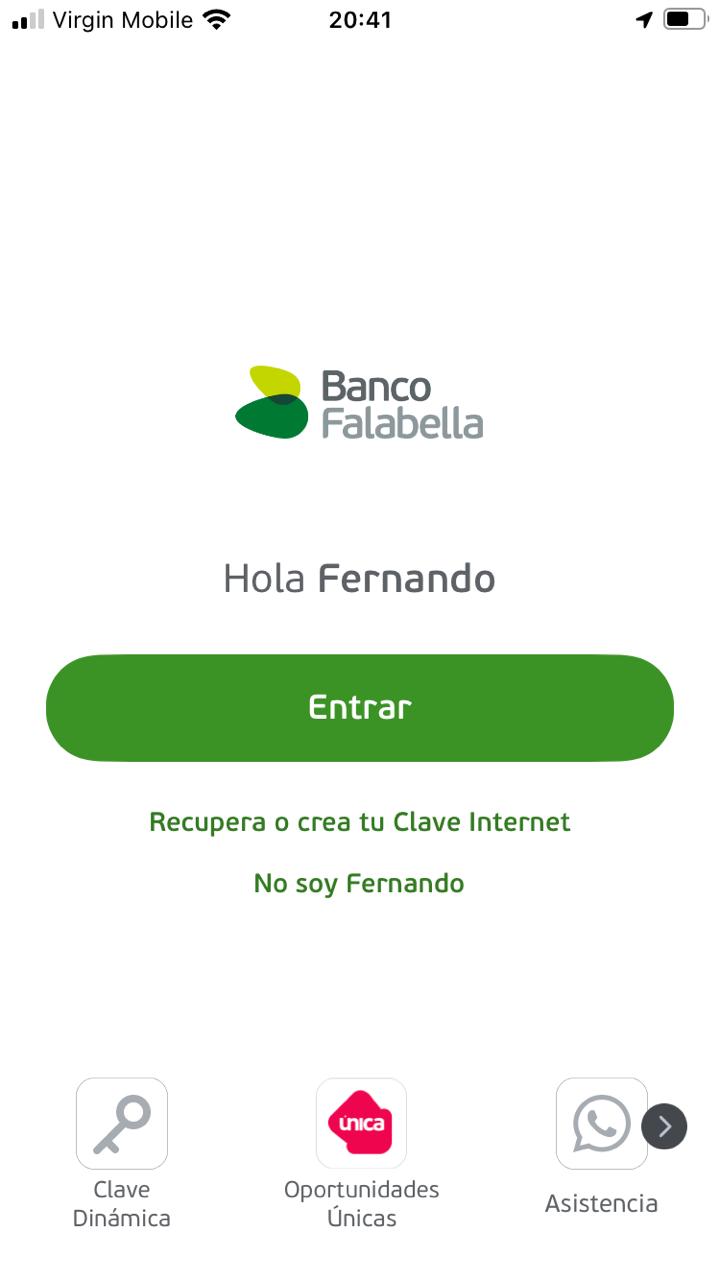 Virgin Mobile 20:41
Banco
Falabella
Hola Fernando
Entrar
Recupera o crea tu Clave Internet
No soy Fernando
única
Clave
Dinámica
Oportunidades
Únicas
Asistencia